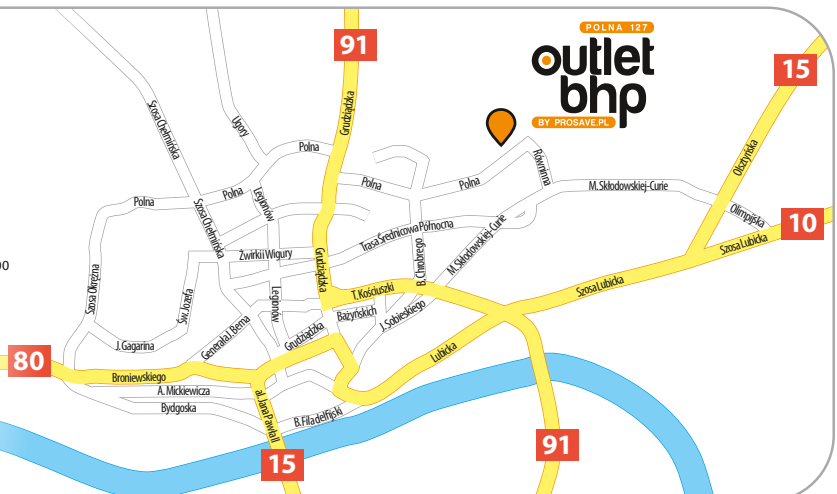 POLNA 127
outlet
bhp
BY PROSAVE.PL
91
15
Szosa Chełmińska
Ugory
Grudziądzka
Polna
Olsztyńska
Równinna
Polna
Polna
Polna
M. Skłodowskiej-Curie
Polna
Legionów
Szosa Chełmińska
Olimpijska
10
Trasa Średnicowa Północna
M. Skłodowskiej-Curie
Szosa Lubicka
Żwirki i Wigury
B. Chrobrego
Grudziądzka
Szosa Okrężna
Św. Józefa
Legionów
T. Kościuszki
Szosa Lubicka
Bażyńskich
J. Sobieskiego
Generała J. Bema
Grudziądzka
J. Gagarina
Lubicka
80
Broniewskiego
A. Mickiewicza
Bydgoska
al. Jana Pawła II
B. Filadelfijski
91
15